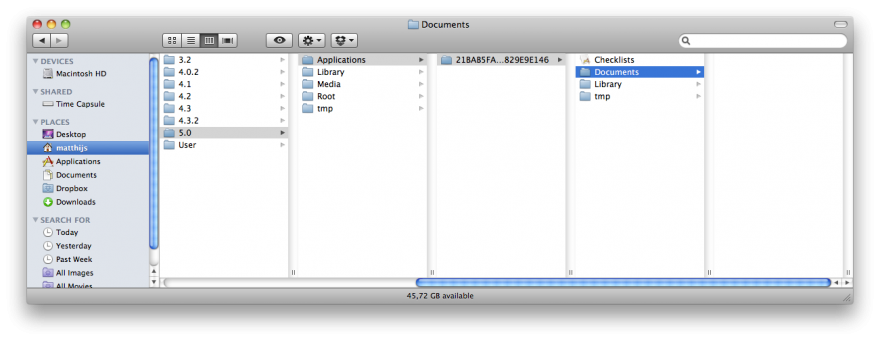 Documents
DEVICES
Macintosh HD
SHARED
Time Capsule
PLACES
Desktop
matthijs
Applications
Documents
Dropbox
Downloads
SEARCH FOR
Today
Yesterday
Past Week
All Images
All Movies
3.2
4.0.2
4.1
4.2
4.3
4.3.2
5.0
User
Applications
Library
Media
Root
tmp
21BAB5FA...829E9E146
Checklists
Documents
Library
tmp
45,72 GB available